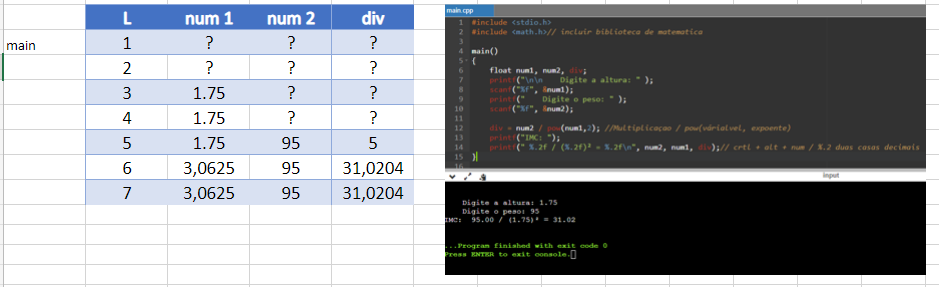 L num 1 num 2 div
main 1 ? ? ?
2 ? ? ?
3 1.75 ? ?
4 1.75 ? ?
5 1.75 95 5
6 3,0625 95 31,0204
7 3,0625 95 31,0204
main.cpp
1 #include <stdio.h>
2 #include <math.h>// incluir biblioteca de matematica
3
4 main()
5 {
6 float num1, num2, div;
7 printf("\n\n Digite a altura: " );
8 scanf("%f", &num1);
9 printf(" Digite o peso: " );
10 scanf("%f", &num2);
11
12 div = num2 / pow(num1,2); //Multiplicaçao / pow(váriaìvel, expoente)
13 printf("IMC: ");
14 printf(" %.2f / (%.2f)² = %.2f\n", num2, num1, div);// crti + alt + num / %.2 duas casas decimais
15 }
16
input
Digite a altura: 1.75
Digite o peso: 95
IMC: 95.00 / (1.75)² = 31.02
...Program finished with exit code 0
Press ENTER to exit console.